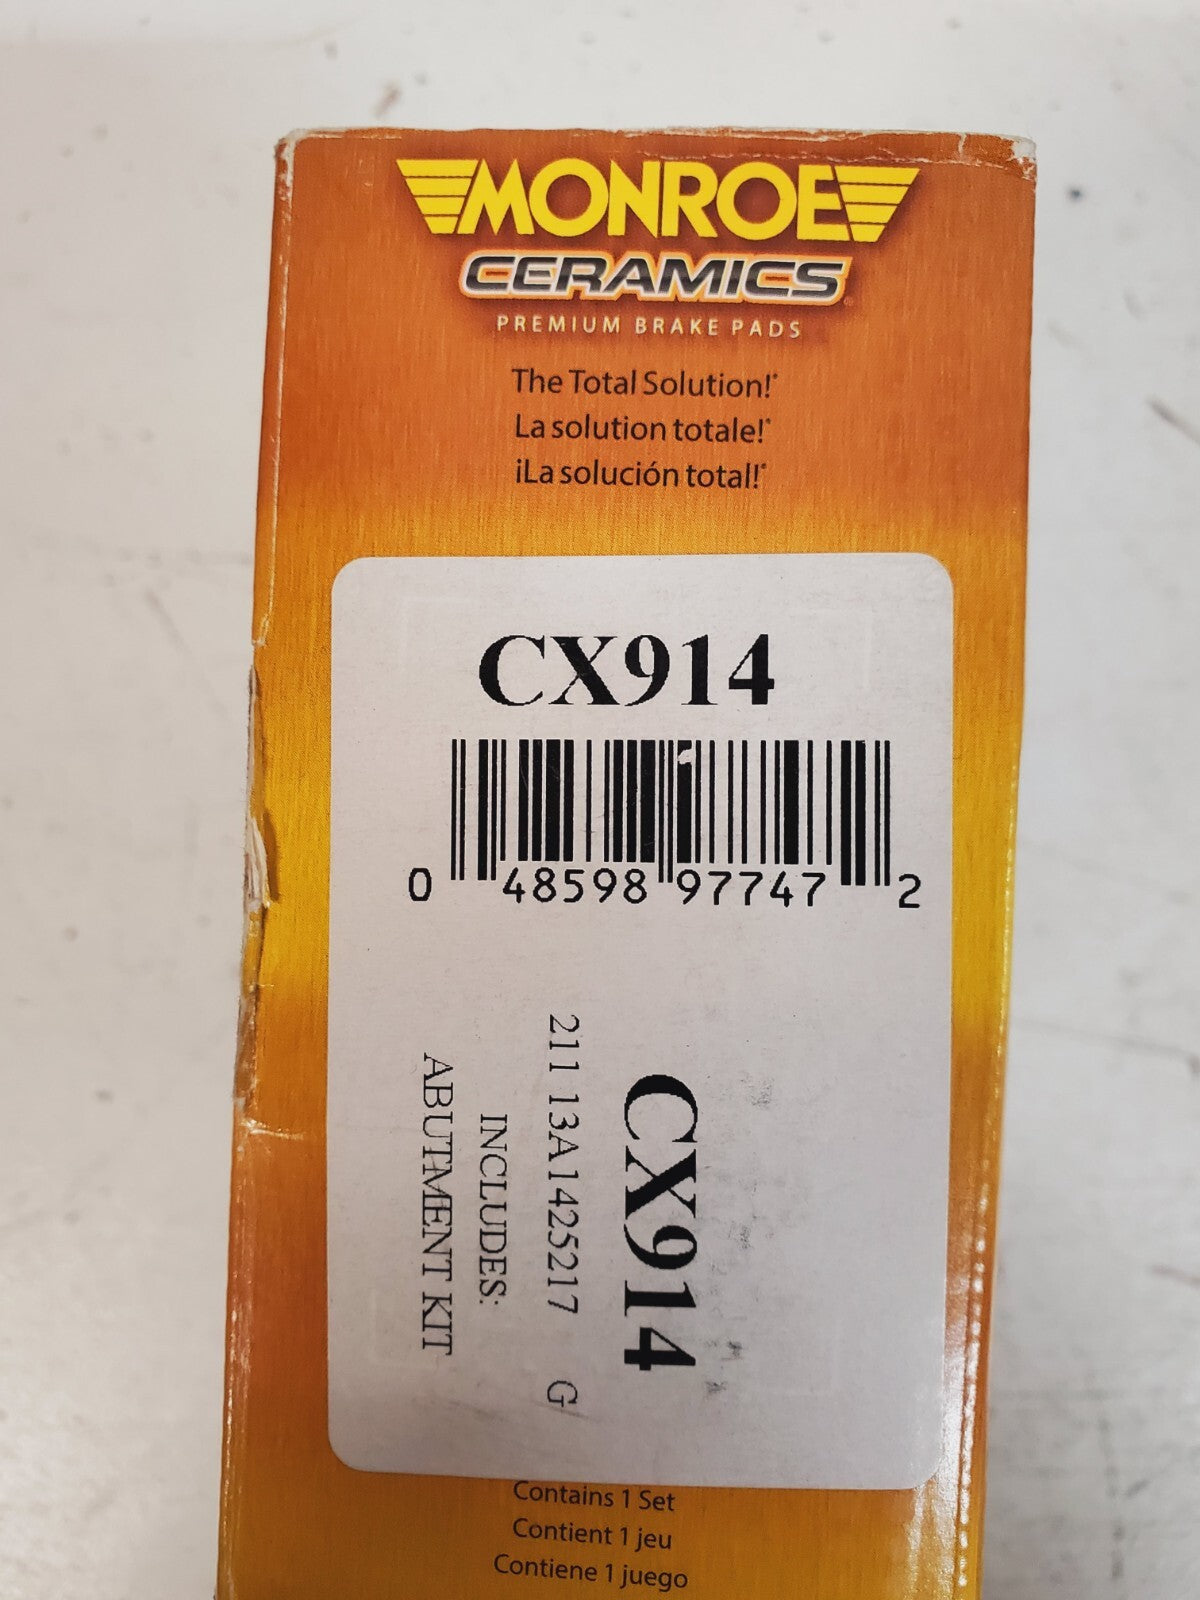 MONROE
CERAMICS
PREMIUM BRAKE PADS
The Total Solution!®
La solution totale!®
¡La solución total!®
CX914
0 48598 97747 2
CX914
211 13A1425217 G
INCLUDES:
ABUTMENT KIT
Contains 1 Set
Contient 1 jeu
Contiene 1 juego